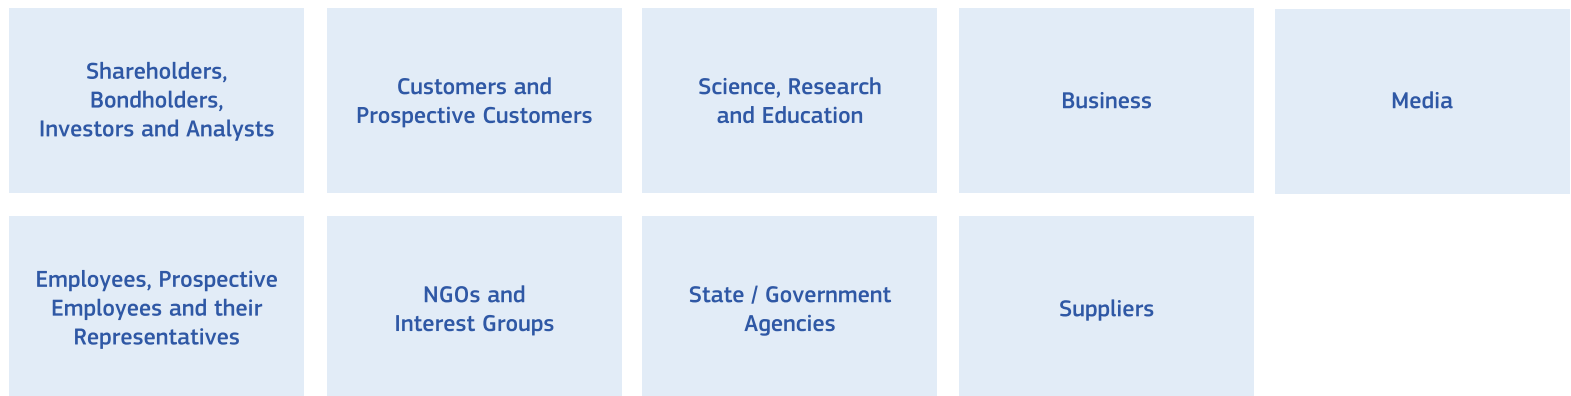 Shareholders,
Bondholders,
Investors and Analysts
Customers and
Prospective Customers
Science, Research
and Education
Business
Media
Employees, Prospective
Employees and their
Representatives
NGOs and
Interest Groups
State / Government
Agencies
Suppliers